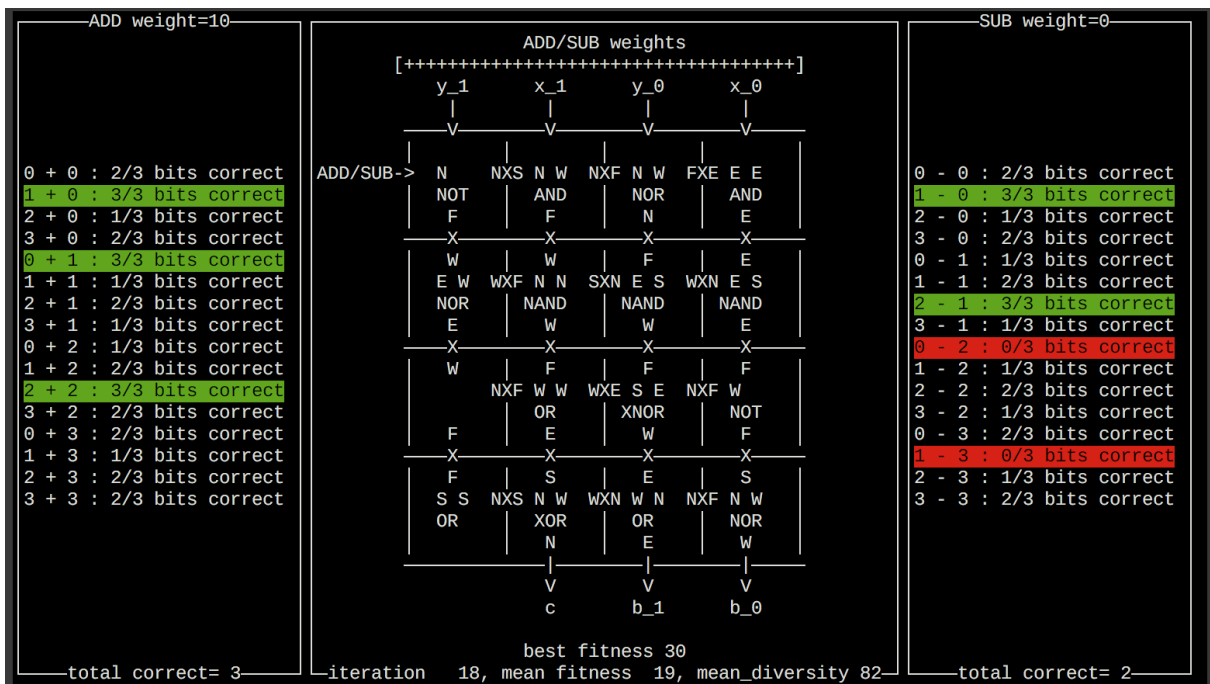 ADD weight=10
0 + 0 : 2/3 bits correct
1 + 0 : 3/3 bits correct
2 + 0 : 1/3 bits correct
3 + 0 : 2/3 bits correct
0 + 1 : 3/3 bits correct
1 + 1 : 1/3 bits correct
2 + 1 : 2/3 bits correct
3 + 1 : 1/3 bits correct
0 + 2 : 1/3 bits correct
1 + 2 : 2/3 bits correct
2 + 2 : 3/3 bits correct
3 + 2 : 2/3 bits correct
0 + 3 : 2/3 bits correct
1 + 3 : 1/3 bits correct
2 + 3 : 2/3 bits correct
3 + 3 : 2/3 bits correct
total correct= 3
ADD/SUB weights
[++++++++++++++++++++++++++++++++++++]
y_1 x_1 y_0 x_0
V V V V
ADD/SUB-> N NXS N W NXF N W FXE E E
NOT AND NOR AND
F F N E
X X X X
W W F E
E W WXF N N SXN E S WXN E S
NOR NAND NAND NAND
E W W E
X X X X
W F F F
NXF W W WXE S E NXF W
OR XNOR NOT
F E W F
X X X X
F S E S
S S NXS N W WXN W N NXF N W
OR XOR OR NOR
N E W
V V V
c b_1 b_0
best fitness 30
iteration 18, mean fitness 19, mean_diversity 82
SUB weight=0
0 - 0 : 2/3 bits correct
1 - 0 : 3/3 bits correct
2 - 0 : 1/3 bits correct
3 - 0 : 2/3 bits correct
0 - 1 : 1/3 bits correct
1 - 1 : 2/3 bits correct
2 - 1 : 3/3 bits correct
3 - 1 : 1/3 bits correct
0 - 2 : 0/3 bits correct
1 - 2 : 1/3 bits correct
2 - 2 : 2/3 bits correct
3 - 2 : 1/3 bits correct
0 - 3 : 2/3 bits correct
1 - 3 : 0/3 bits correct
2 - 3 : 1/3 bits correct
3 - 3 : 2/3 bits correct
total correct= 2